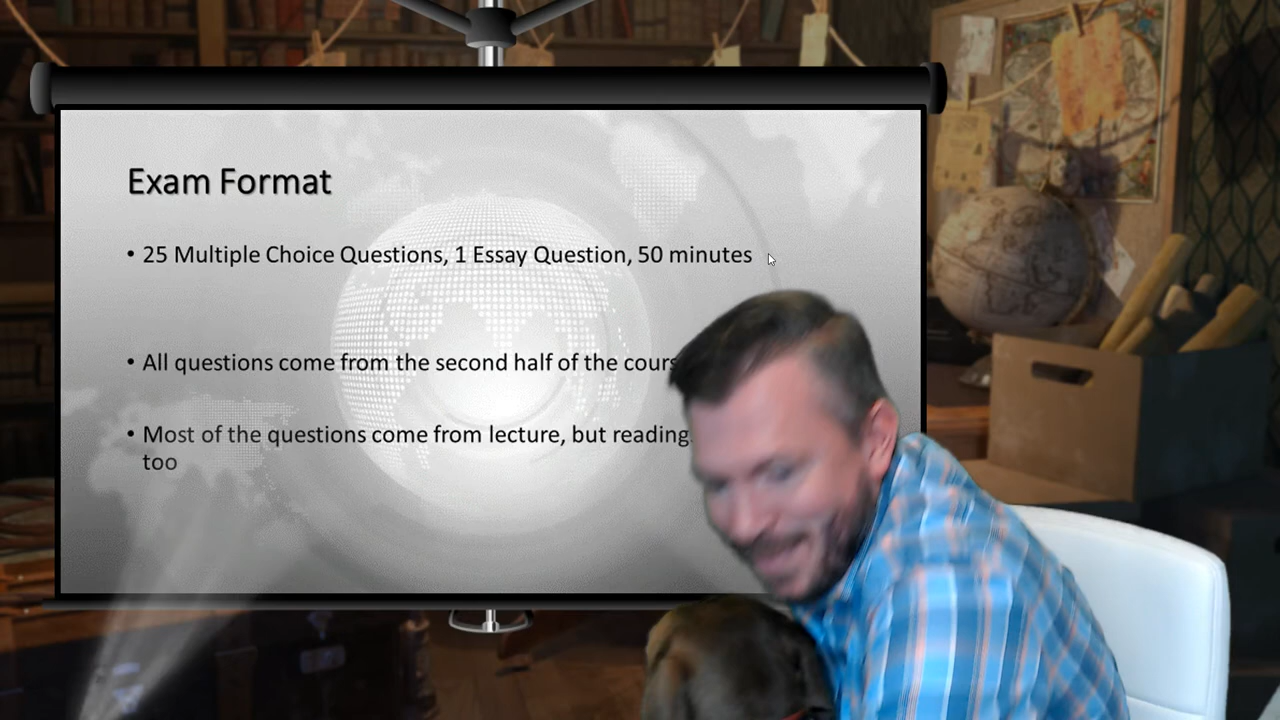 Exam Format
• 25 Multiple Choice Questions, 1 Essay Question, 50 minutes
• All questions come from the second half of the
• Most of the questions come from lecture, but
too